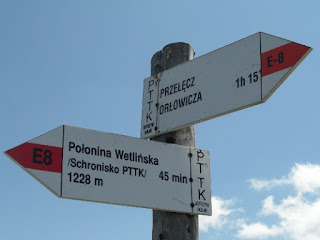 PTTK
PRZEŁĘCZ
ORŁOWICZA
1h 15'
E-8
E8
Połonina Wetlińska
/Schronisko PTTK/
1228 m
45 min
PTTK